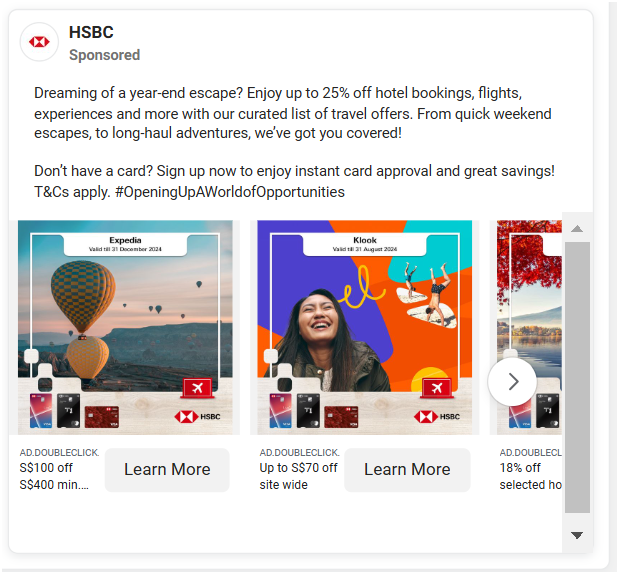 HSBC
Sponsored
Dreaming of a year-end escape? Enjoy up to 25% off hotel bookings, flights,
experiences and more with our curated list of travel offers. From quick weekend
escapes, to long-haul adventures, we’ve got you covered!
Don’t have a card? Sign up now to enjoy instant card approval and great savings!
T&Cs apply. #OpeningUpAWorldofOpportunities
Expedia
Valid till 31 December 2024
HSBC
AD.DOUBLECLICK.
S$100 off
S$400 min....
Learn More
Klook
Valid till 31 August 2024
HSBC
AD.DOUBLECLICK.
Up to S$70 off
site wide
Learn More
AD.DOUBLECL
18% off
selected ho